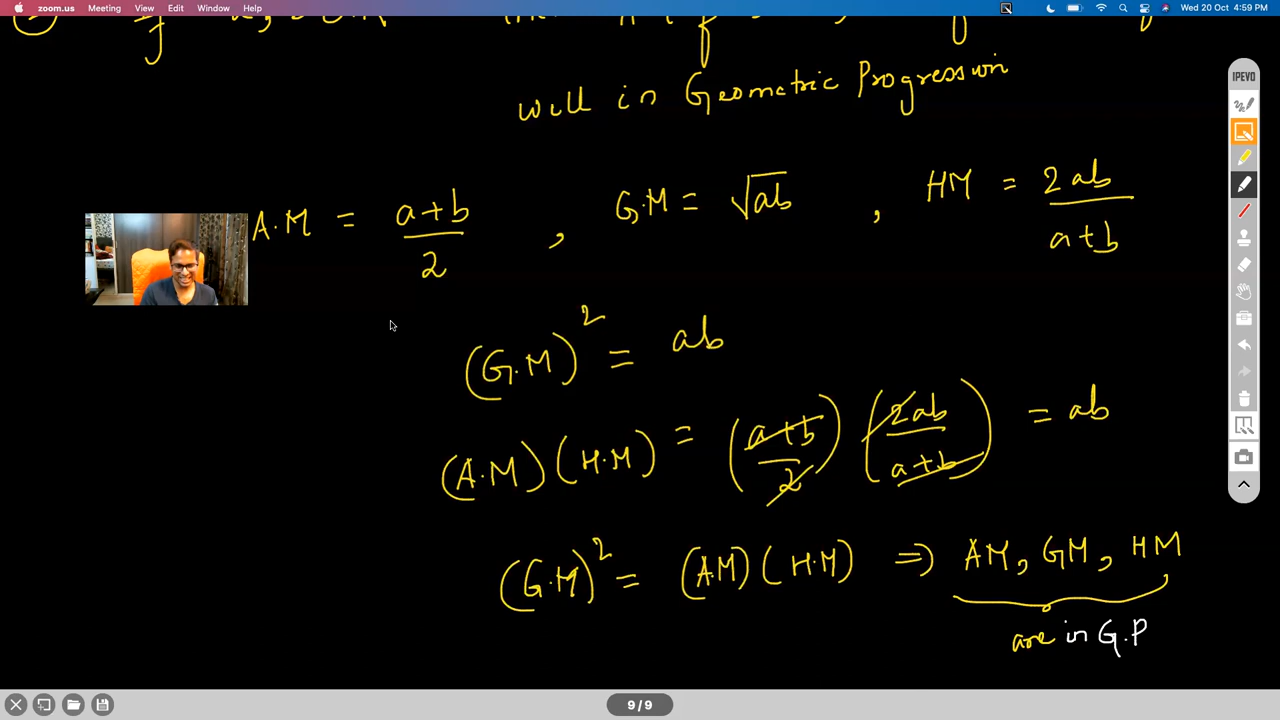 zoom.us Meeting View Edit Window Help Wed 20 Oct 4:59 PM
will in Geometric Progression
IPEVO
A.M = a+b/2 , G.M = √ab , HM = 2ab/a+b
(G.M)² = ab
(A.M)(H.M) = (a+b/2)(2ab/a+b) = ab
(G.M)² = (A.M)(H.M) ⇒ AM, GM, HM
are in G.P
9/9